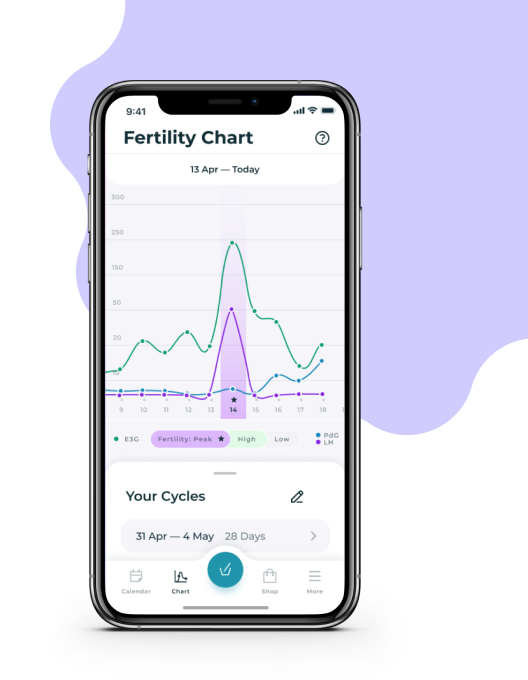 9:41
Fertility Chart
13 Apr — Today
300
250
150
50
20
10
9 10 11 12 13 14 15 16 17 18
E3G Fertility: Peak ★ High Low PdG
LH
Your Cycles
31 Apr — 4 May 28 Days
Calendar Chart Shop More